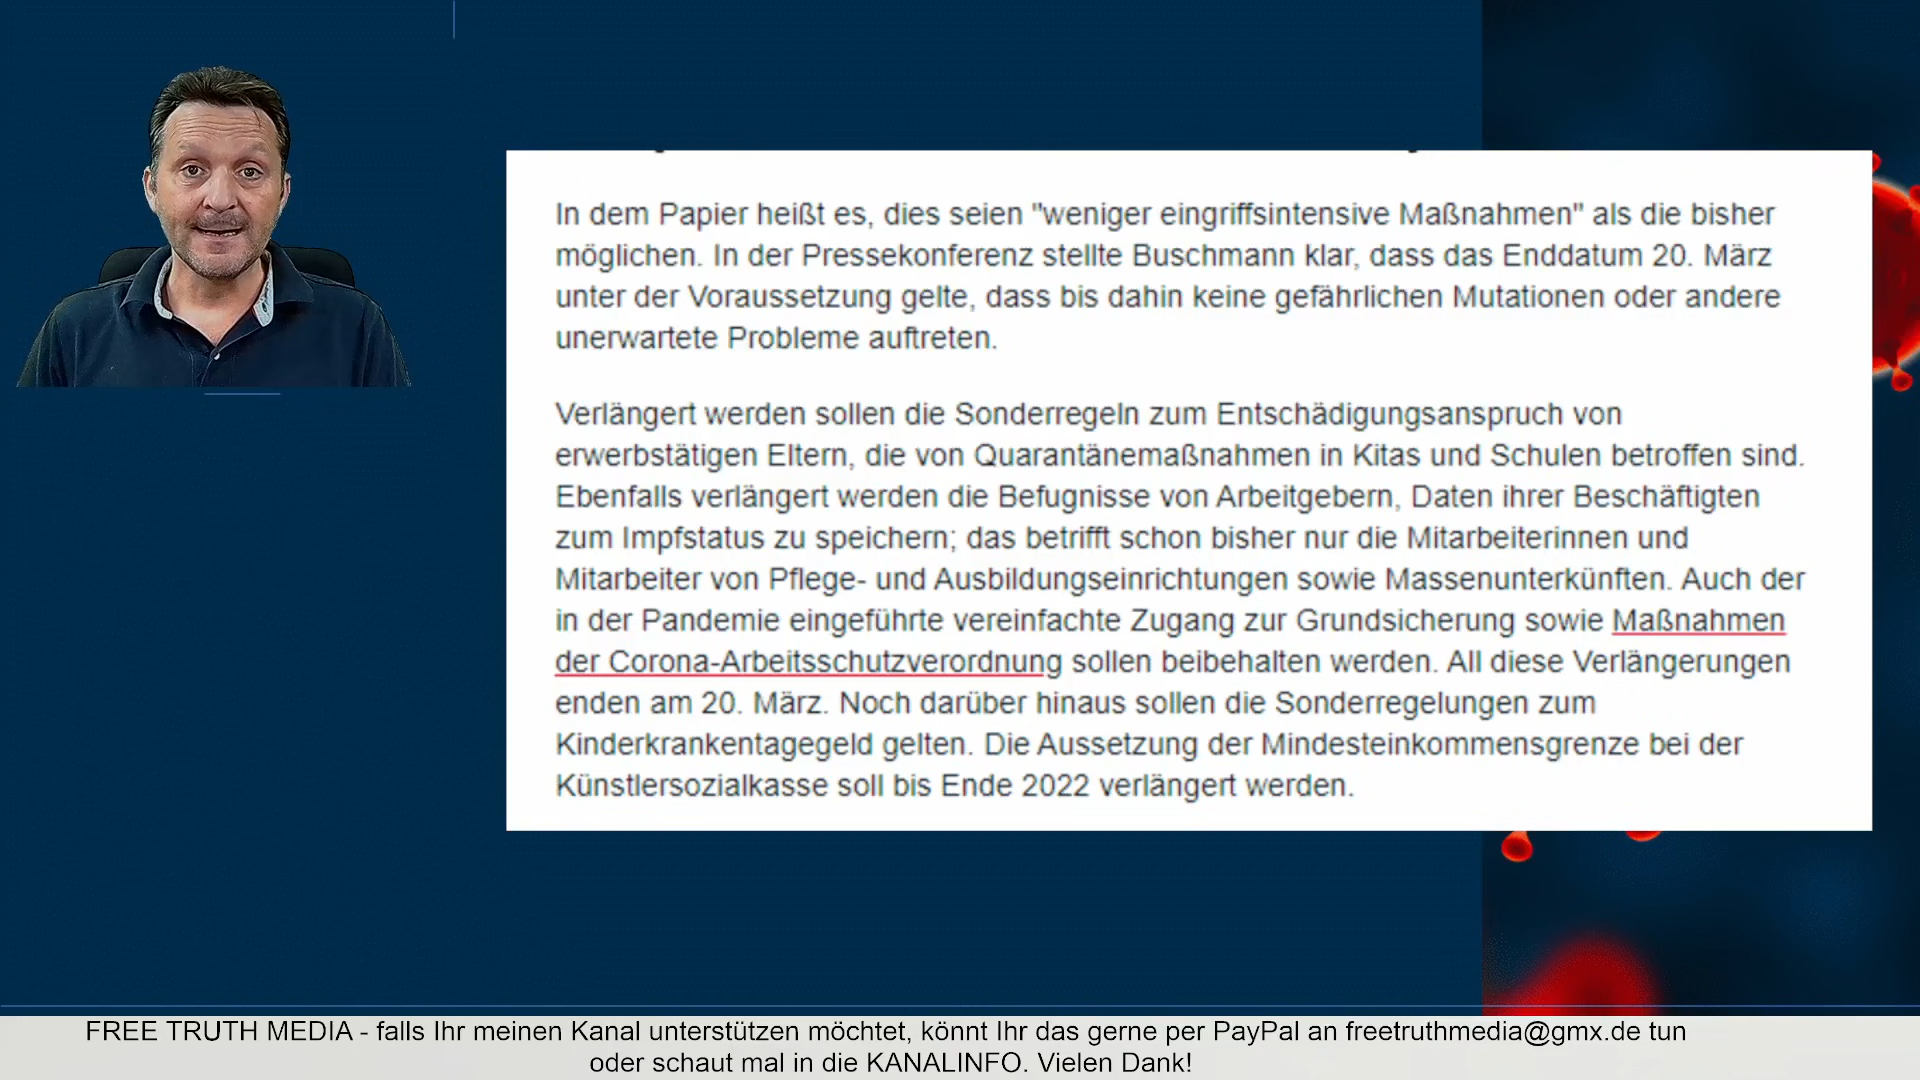 In dem Papier heißt es, dies seien "weniger eingriffsintensive Maßnahmen" als die bisher
möglichen. In der Pressekonferenz stellte Buschmann klar, dass das Enddatum 20. März
unter der Voraussetzung gelte, dass bis dahin keine gefährlichen Mutationen oder andere
unerwartete Probleme auftreten.
Verlängert werden sollen die Sonderregeln zum Entschädigungsanspruch von
erwerbstätigen Eltern, die von Quarantänemaßnahmen in Kitas und Schulen betroffen sind.
Ebenfalls verlängert werden die Befugnisse von Arbeitgebern, Daten ihrer Beschäftigten
zum Impfstatus zu speichern; das betrifft schon bisher nur die Mitarbeiterinnen und
Mitarbeiter von Pflege- und Ausbildungseinrichtungen sowie Massenunterkünften. Auch der
in der Pandemie eingeführte vereinfachte Zugang zur Grundsicherung sowie Maßnahmen
der Corona-Arbeitsschutzverordnung sollen beibehalten werden. All diese Verlängerungen
enden am 20. März. Noch darüber hinaus sollen die Sonderregelungen zum
Kinderkrankentagegeld gelten. Die Aussetzung der Mindesteinkommensgrenze bei der
Künstlersozialkasse soll bis Ende 2022 verlängert werden.
FREE TRUTH MEDIA - falls Ihr meinen Kanal unterstützen möchtet, könnt Ihr das gerne per PayPal an freetruthmedia@gmx.de tun
oder schaut mal in die KANALINFO. Vielen Dank!